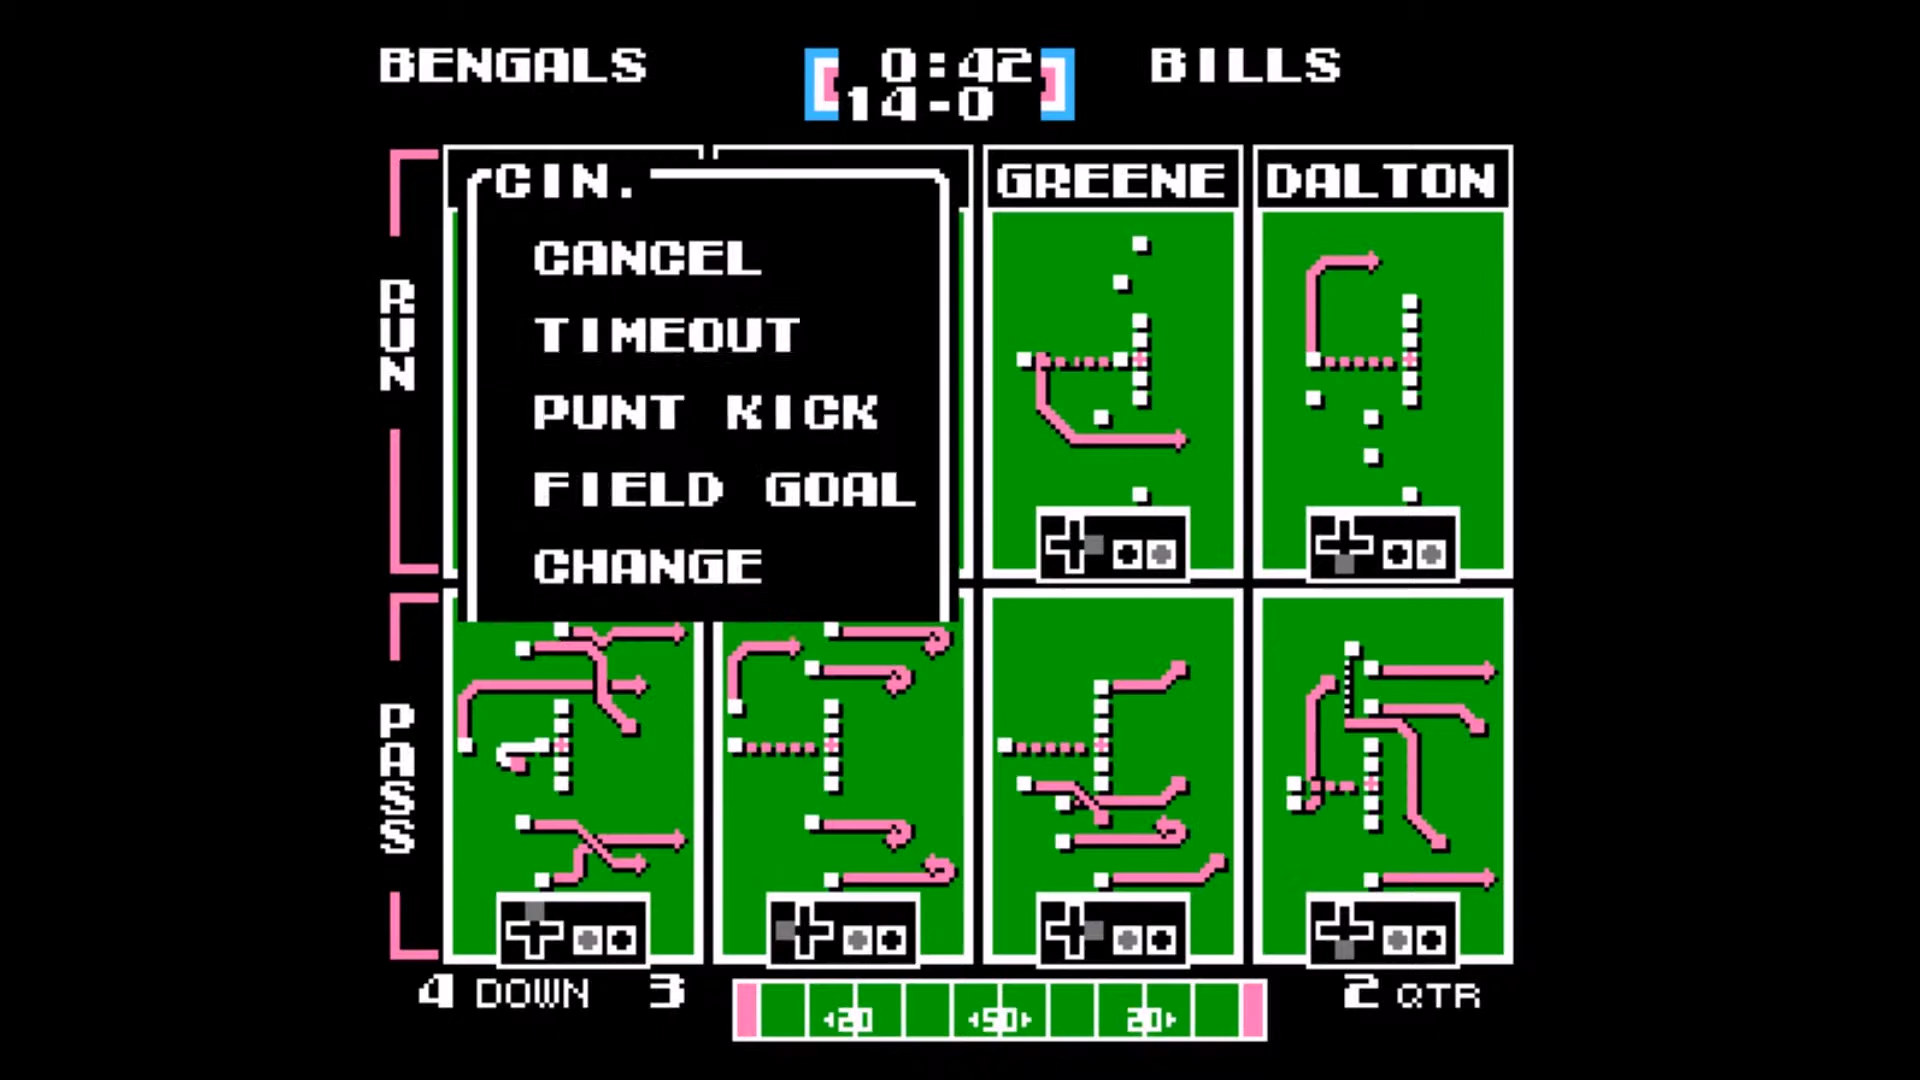 BENGALS 0:42 BILLS
14-0
CIN.
CANCEL
TIMEOUT
PUNT KICK
FIELD GOAL
CHANGE
GREENE
DALTON
RUN
PASS
4 DOWN 3
20 50 20
2 QTR